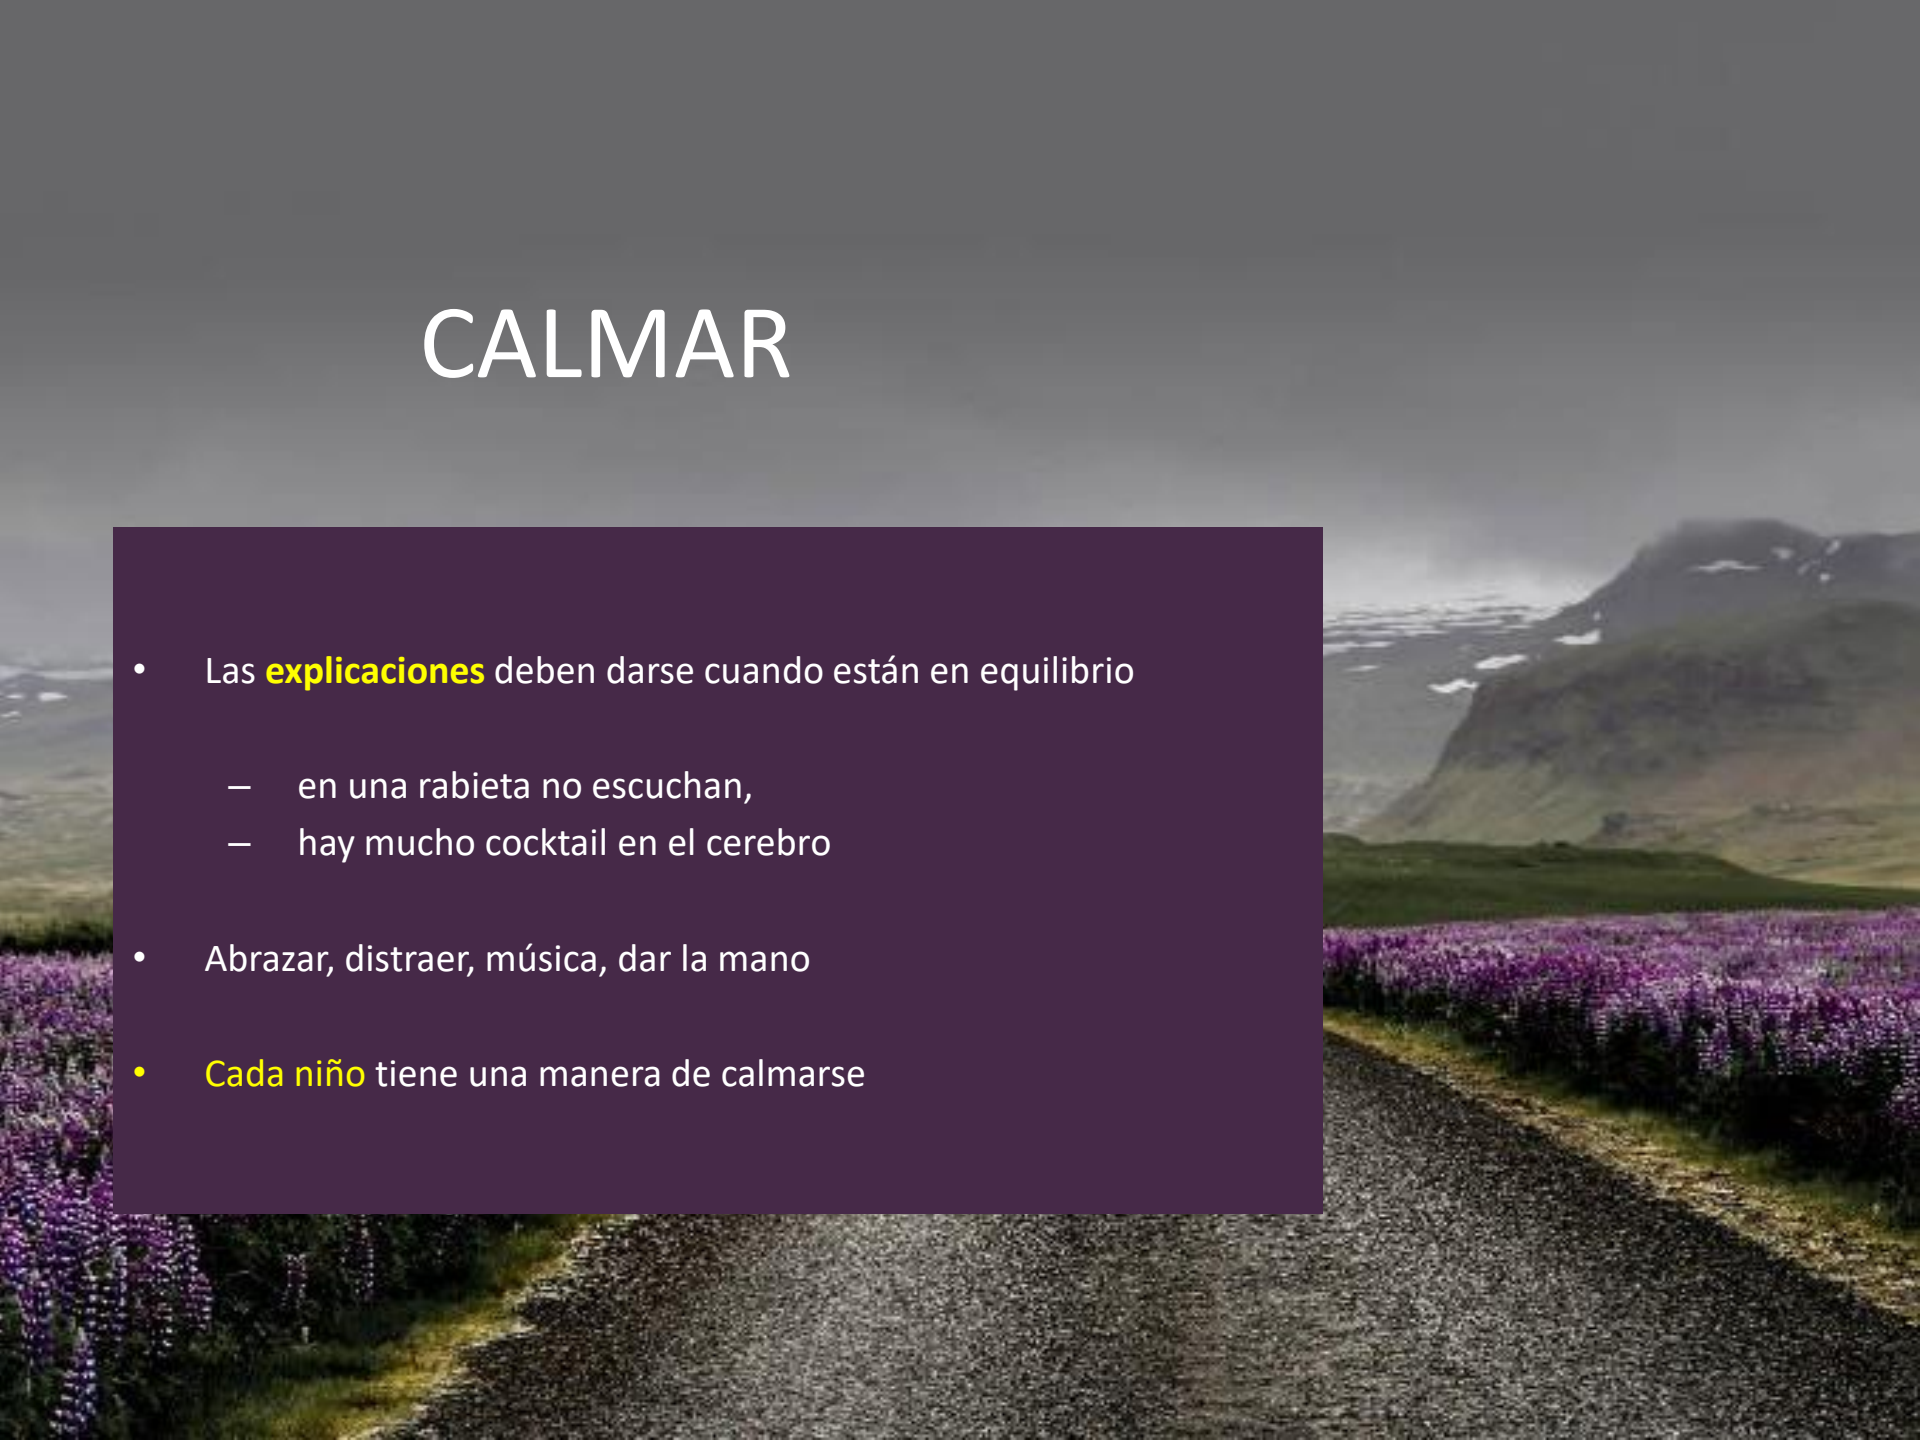 CALMAR
• Las explicaciones deben darse cuando están en equilibrio
– en una rabieta no escuchan,
– hay mucho cocktail en el cerebro
• Abrazar, distraer, música, dar la mano
• Cada niño tiene una manera de calmarse